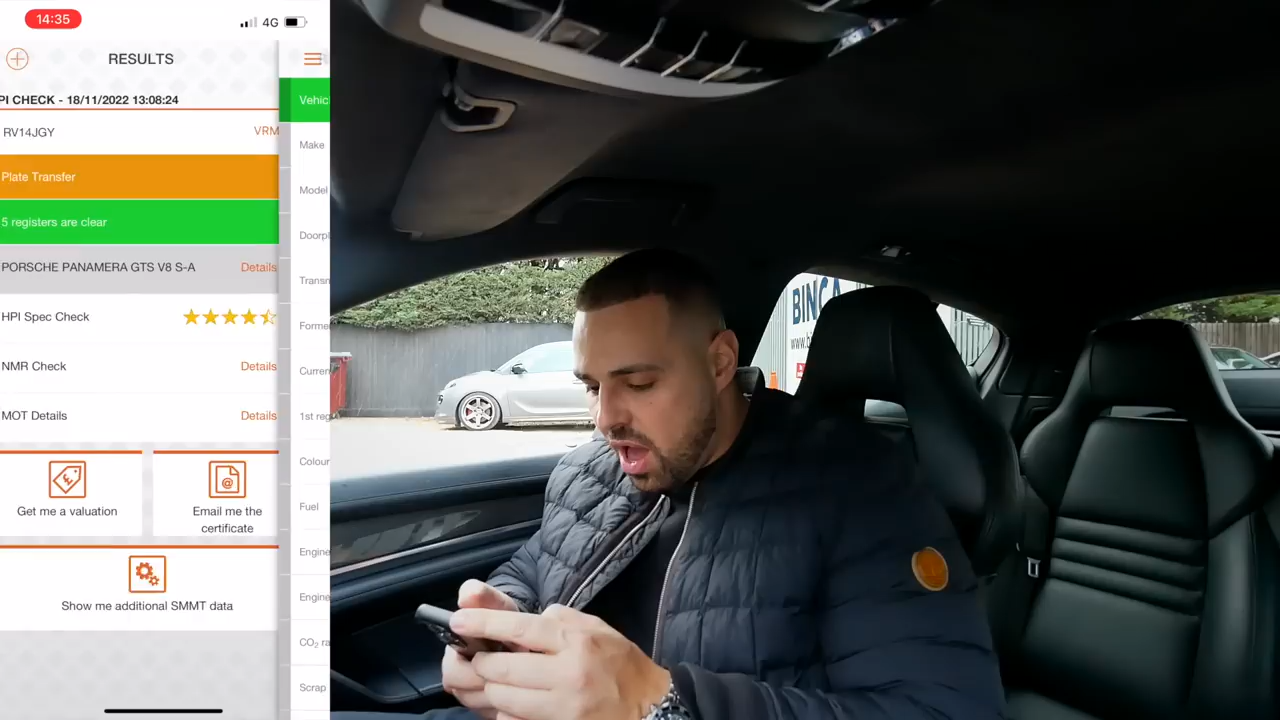 14:35
4G
RESULTS
PI CHECK - 18/11/2022 13:08:24
RV14JGY
VRM
Plate Transfer
5 registers are clear
PORSCHE PANAMERA GTS V8 S-A
Details
HPI Spec Check
NMR Check
Details
MOT Details
Details
Get me a valuation
Email me the
certificate
Show me additional SMMT data
Vehic
Make
Model
Doorpl
Transm
Forme
Curren
1st reg
Colour
Fuel
Engine
Engine
CO₂ ra
Scrap
BINCA
www.bi